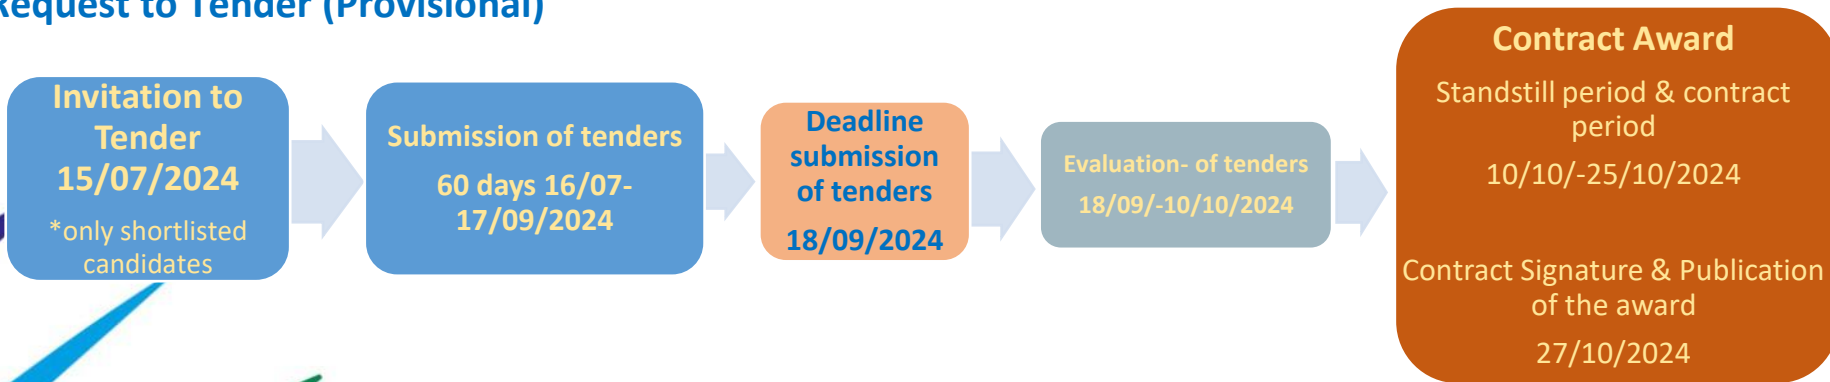 Request to Tender (Provisional)
Invitation to
Tender
15/07/2024
*only shortlisted
candidates
Submission of tenders
60 days 16/07-
17/09/2024
Deadline
submission
of tenders
18/09/2024
Evaluation- of tenders
18/09/-10/10/2024
Contract Award
Standstill period & contract
period
10/10/-25/10/2024
Contract Signature & Publication
of the award
27/10/2024